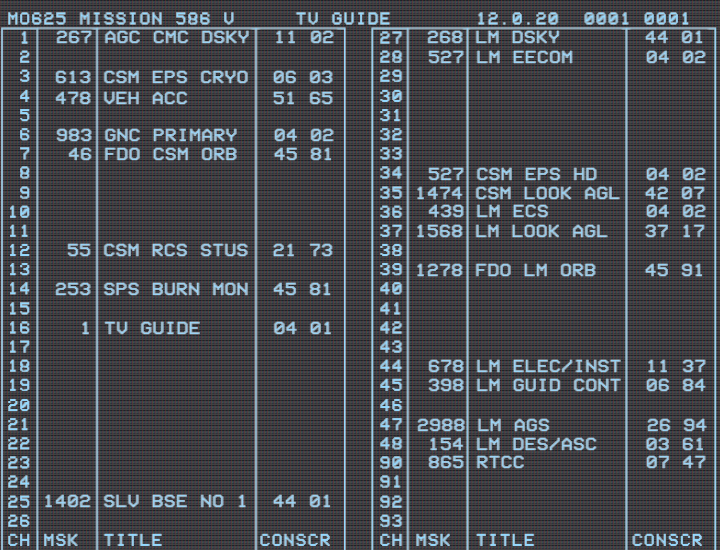 MO625 MISSION 586 V TV GUIDE 12.0.20 0001 0001
1 267 AGC CMC DSKY 11 02
2
3 613 CSM EPS CRYO 06 03
4 478 VEH ACC 51 65
5
6 983 GNC PRIMARY 04 02
7 46 FDO CSM ORB 45 81
8
9
10
11
12 55 CSM RCS STUS 21 73
13
14 253 SPS BURN MON 45 81
15
16 1 TV GUIDE 04 01
17
18
19
20
21
22
23
24
25 1402 SLV BSE NO 1 44 01
26
CH MSK TITLE CONSCR
27 268 LM DSKY 44 01
28 527 LM EECOM 04 02
29
30
31
32
33
34 527 CSM EPS HD 04 02
35 1474 CSM LOOK AGL 42 07
36 439 LM ECS 04 02
37 1568 LM LOOK AGL 37 17
38
39 1278 FDO LM ORB 45 91
40
41
42
43
44 678 LM ELEC/INST 11 37
45 398 LM GUID CONT 06 84
46
47 2988 LM AGS 26 94
48 154 LM DES/ASC 03 61
90 865 RTCC 07 47
91
92
93
CH MSK TITLE CONSCR